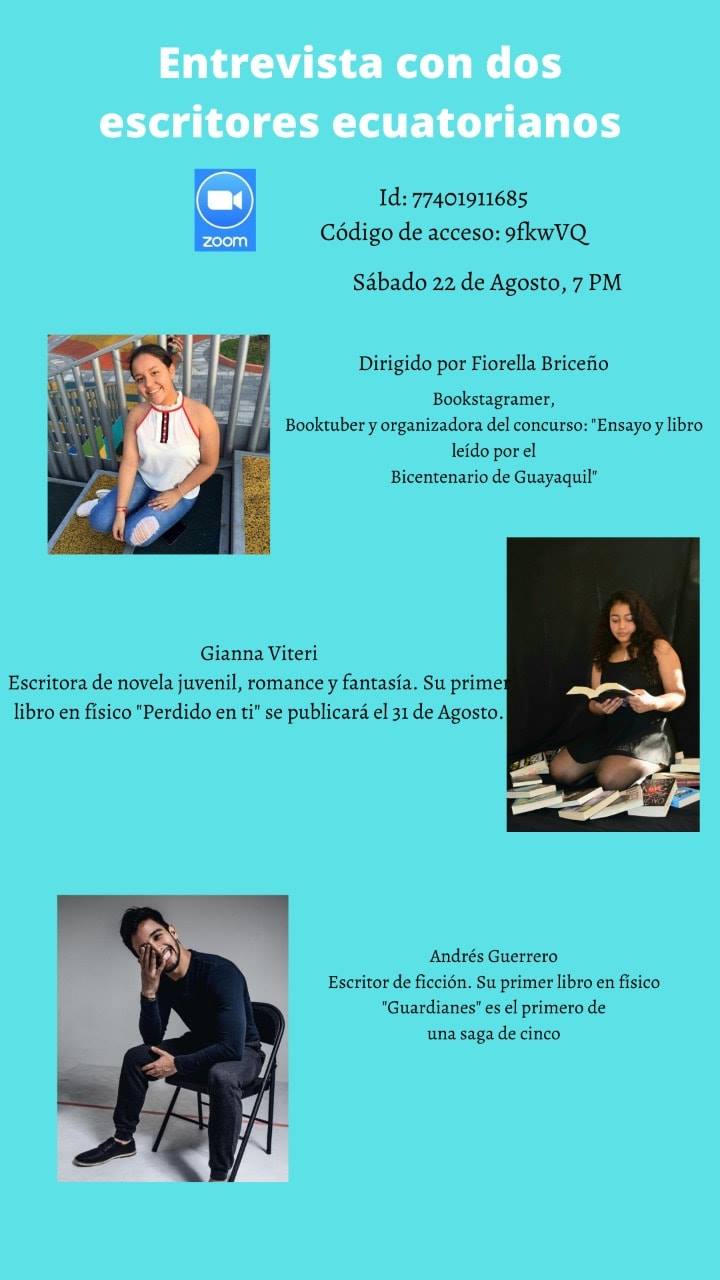 Entrevista con dos
escritores ecuatorianos
zoom
Id: 77401911685
Código de acceso: 9fkwVQ
Sábado 22 de Agosto, 7 PM
Dirigido por Fiorella Briceño
Bookstagramer,
Booktuber y organizadora del concurso: "Ensayo y libro
leído por el
Bicentenario de Guayaquil"
Gianna Viteri
Escritora de novela juvenil, romance y fantasía. Su primer
libro en físico "Perdido en ti" se publicará el 31 de Agosto.
Andrés Guerrero
Escritor de ficción. Su primer libro en físico
"Guardianes" es el primero de
una saga de cinco